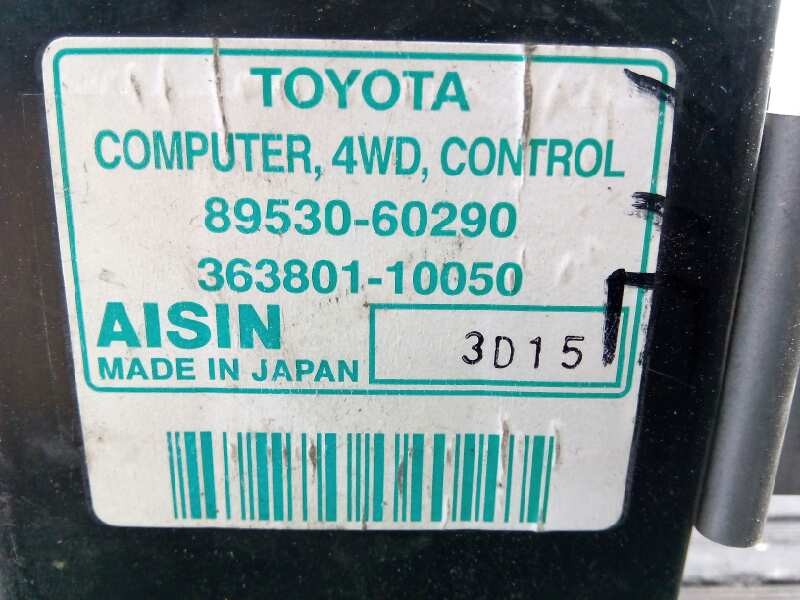 TOYOTA
COMPUTER, 4WD, CONTROL
89530-60290
363801-10050
AISIN
3D15
MADE IN JAPAN